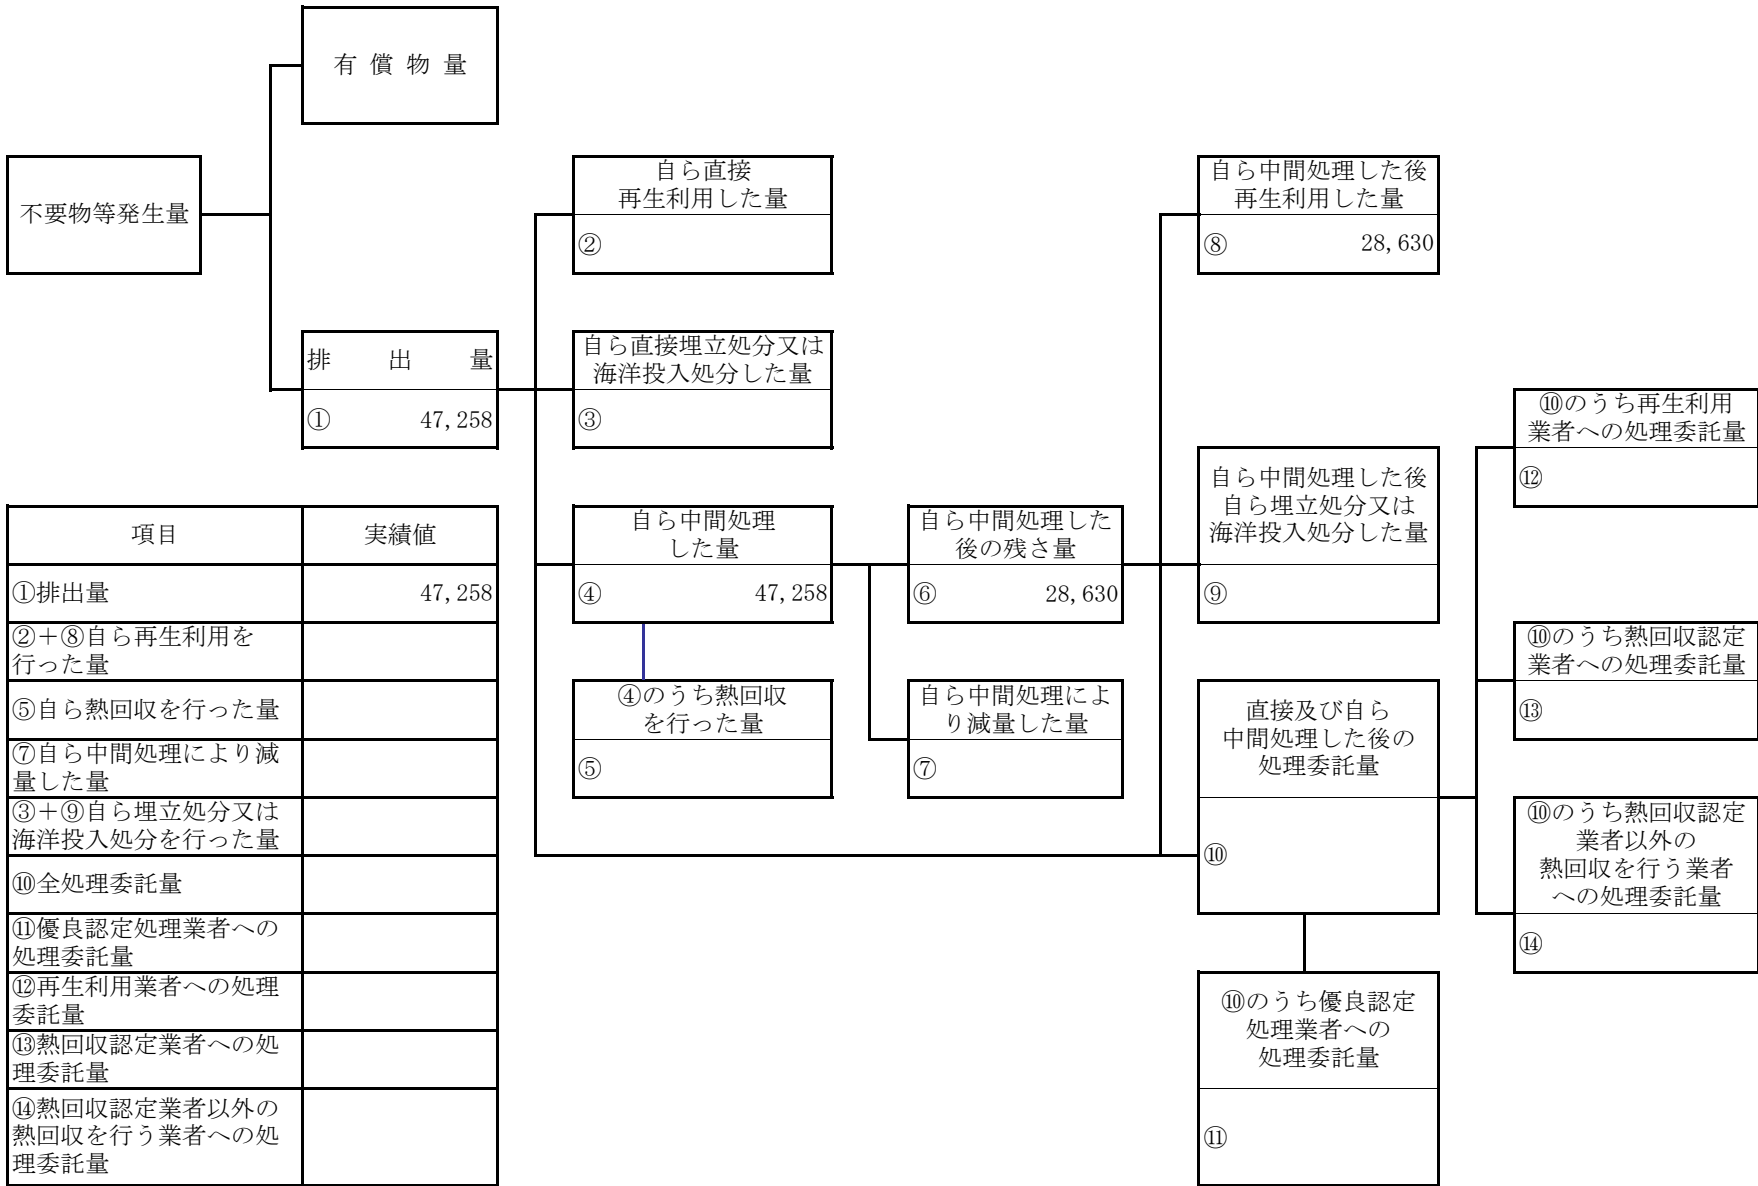 有 償 物 量
不要物等発生量
排 出 量
① 47,258
自ら直接
再生利用した量
②
自ら直接埋立処分又は
海洋投入処分した量
③
自ら中間処理
した量
④ 47,258
④のうち熱回収
を行った量
⑤
自ら中間処理した
後の残さ量
⑥ 28,630
自ら中間処理によ
り減量した量
⑦
自ら中間処理した後
再生利用した量
⑧ 28,630
自ら中間処理した後
自ら埋立処分又は
海洋投入処分した量
⑨
直接及び自ら
中間処理した後の
処理委託量
⑩
⑩のうち優良認定
処理業者への
処理委託量
⑪
⑩のうち再生利用
業者への処理委託量
⑫
⑩のうち熱回収認定
業者への処理委託量
⑬
⑩のうち熱回収認定
業者以外の
熱回収を行う業者
への処理委託量
⑭
項目 実績値
①排出量 47,258
②+⑧自ら再生利用を
行った量
⑤自ら熱回収を行った量
⑦自ら中間処理により減
量した量
③+⑨自ら埋立処分又は
海洋投入処分を行った量
⑩全処理委託量
⑪優良認定処理業者への
処理委託量
⑫再生利用業者への処理
委託量
⑬熱回収認定業者への処
理委託量
⑭熱回収認定業者以外の
熱回収を行う業者への処
理委託量